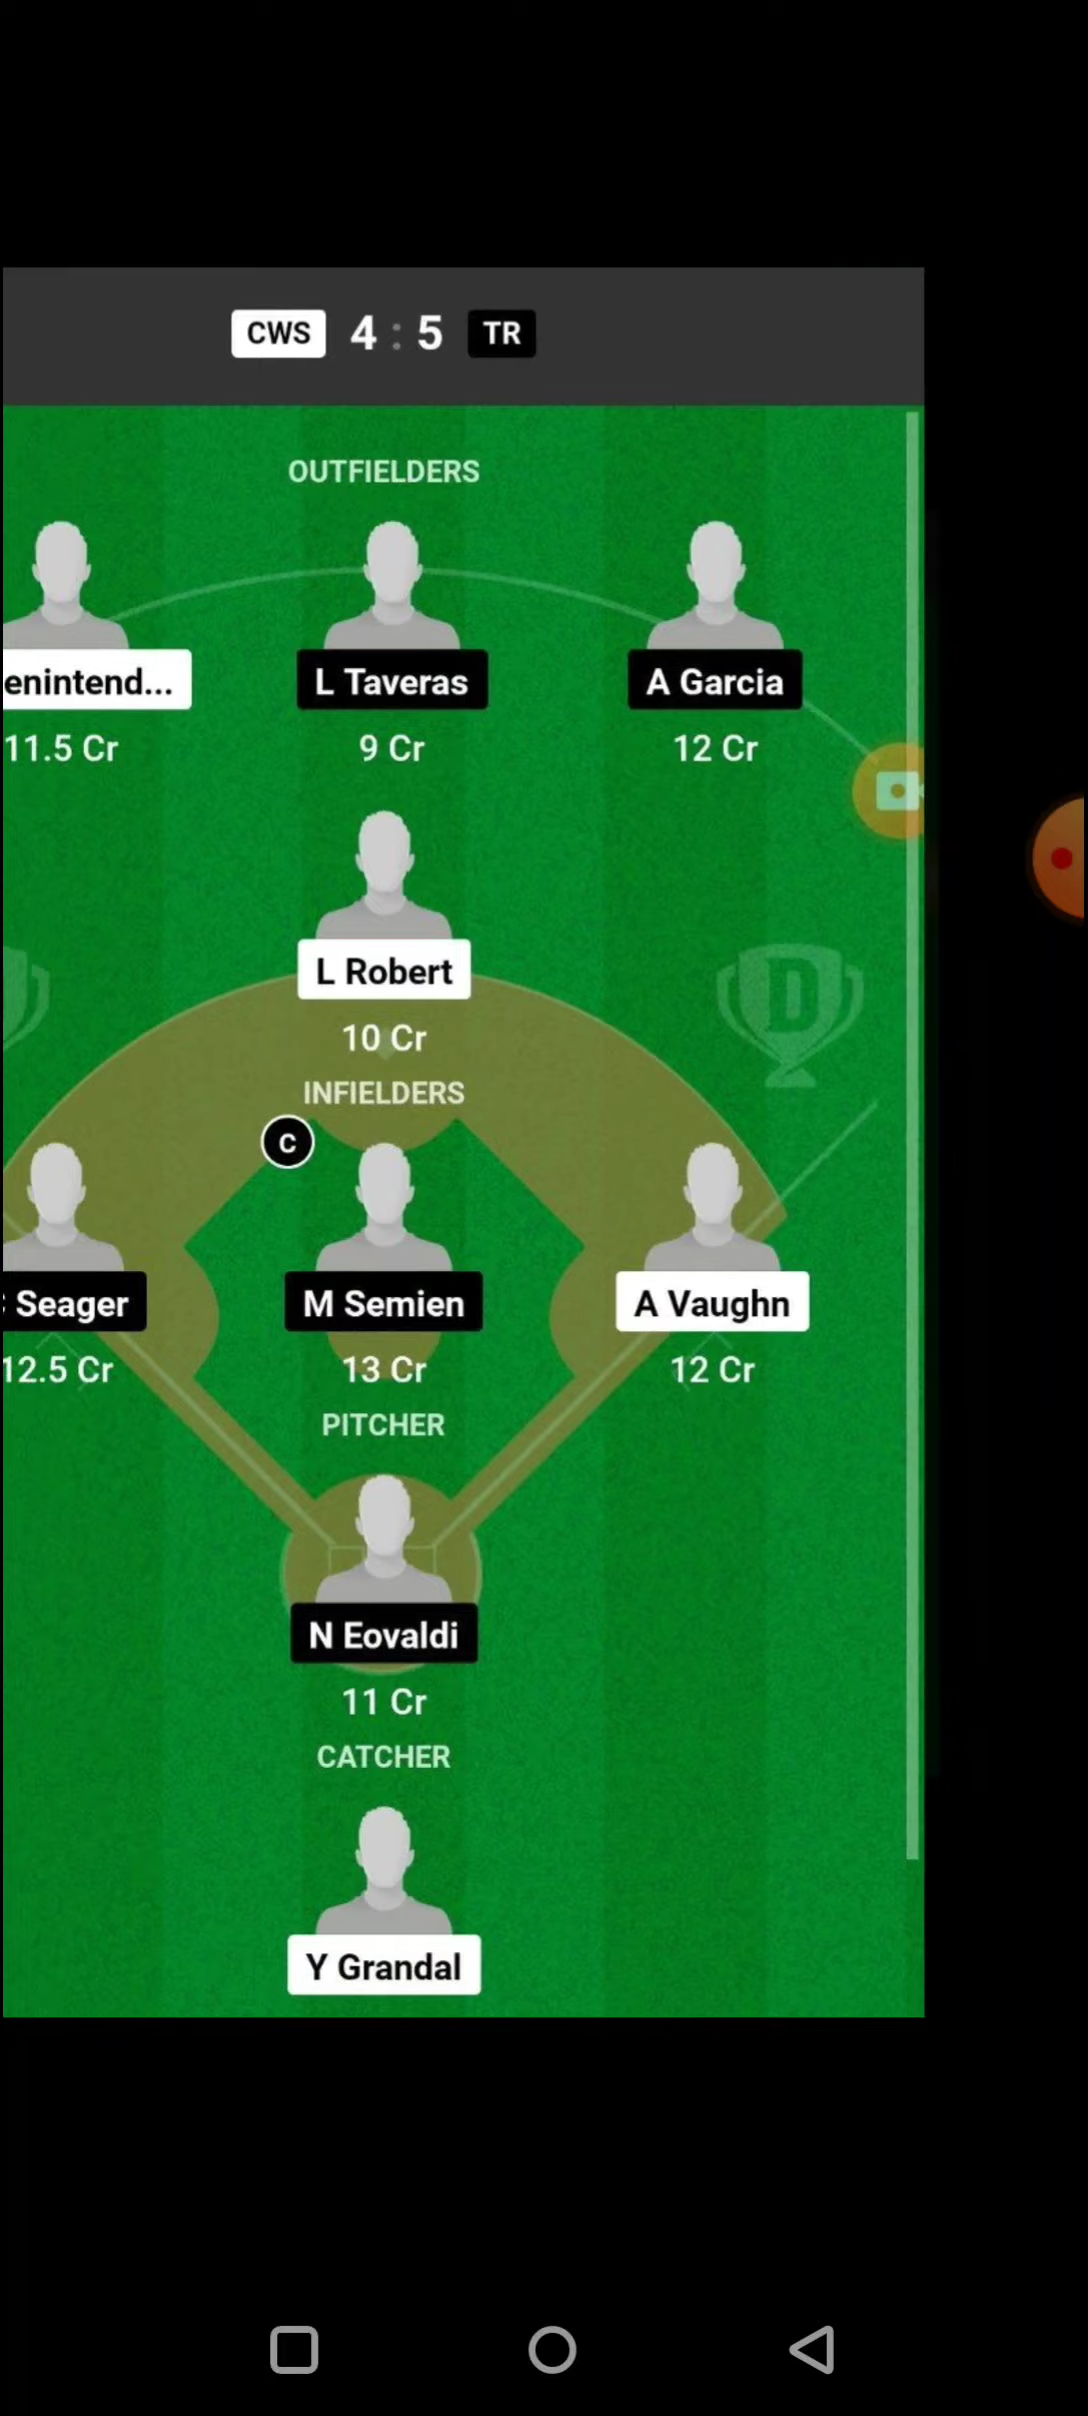 CWS 4 : 5 TR
OUTFIELDERS
enintend... L Taveras A Garcia
11.5 Cr 9 Cr 12 Cr
L Robert
10 Cr
INFIELDERS
C
Seager M Semien A Vaughn
12.5 Cr 13 Cr 12 Cr
PITCHER
N Eovaldi
11 Cr
CATCHER
Y Grandal
D